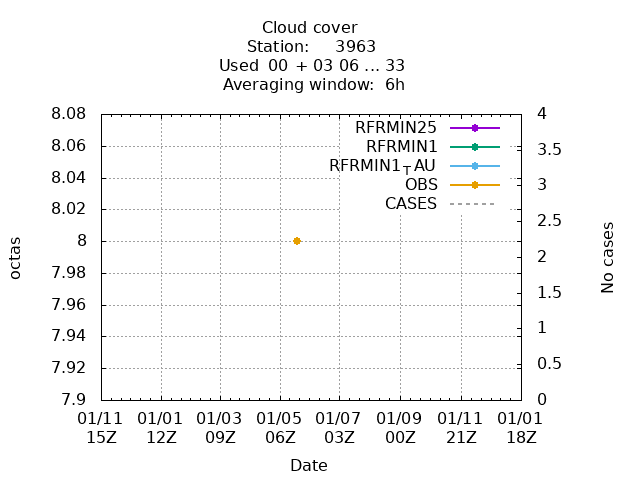 Cloud cover
Station: 3963
Used 00 + 03 06 ... 33
Averaging window: 6h
8.08
8.06
8.04
8.02
8
7.98
7.96
7.94
7.92
7.9
octas
RFRMIN25
RFRMIN1
RFRMIN1TAU
OBS
CASES
4
3.5
3
2.5
2
1.5
1
0.5
0
No cases
01/11 01/01 01/03 01/05 01/07 01/09 01/11 01/01
15Z 12Z 09Z 06Z 03Z 00Z 21Z 18Z
Date